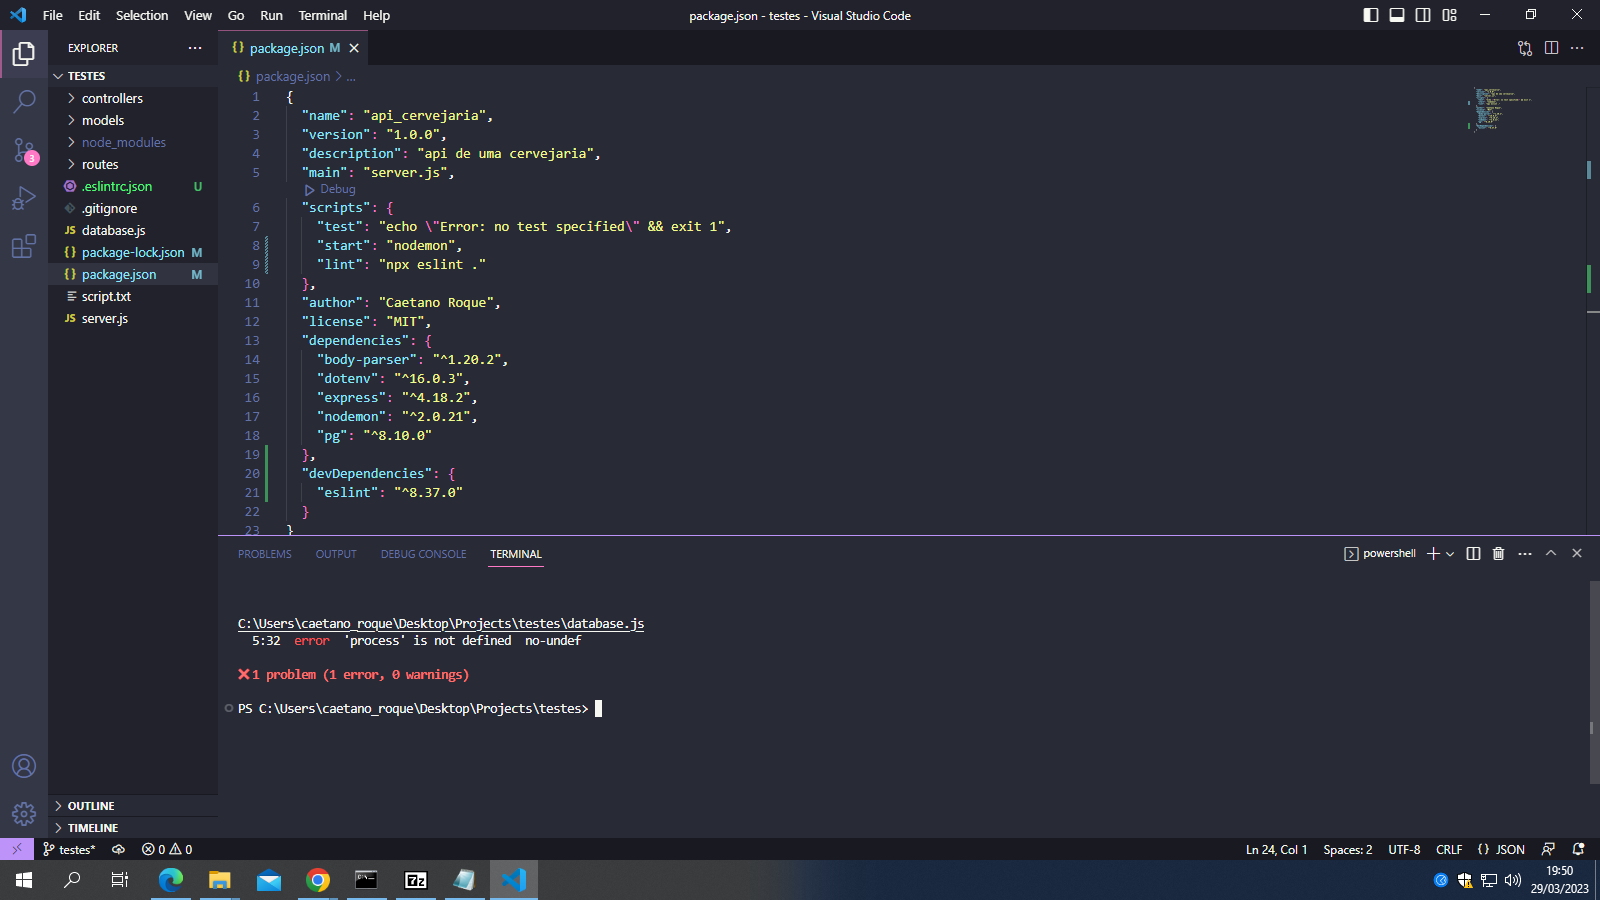 File Edit Selection View Go Run Terminal Help
package.json - testes - Visual Studio Code
EXPLORER
TESTES
controllers
models
node_modules
routes
.eslintrc.json U
.gitignore
JS database.js
{} package-lock.json M
{} package.json M
script.txt
JS server.js
OUTLINE
TIMELINE
3
{} package.json M
{} package.json > ...
1 {
2 "name": "api_cervejaria",
3 "version": "1.0.0",
4 "description": "api de uma cervejaria",
5 "main": "server.js",
Debug
6 "scripts": {
7 "test": "echo \"Error: no test specified\" && exit 1",
8 "start": "nodemon",
9 "lint": "npx eslint ."
10 },
11 "author": "Caetano Roque",
12 "license": "MIT",
13 "dependencies": {
14 "body-parser": "^1.20.2",
15 "dotenv": "^16.0.3",
16 "express": "^4.18.2",
17 "nodemon": "^2.0.21",
18 "pg": "^8.10.0"
19 },
20 "devDependencies": {
21 "eslint": "^8.37.0"
22 }
23 }
PROBLEMS OUTPUT DEBUG CONSOLE TERMINAL
powershell
C:\Users\caetano_roque\Desktop\Projects\testes\database.js
5:32 error 'process' is not defined no-undef
1 problem (1 error, 0 warnings)
PS C:\Users\caetano_roque\Desktop\Projects\testes>
testes* 0 0
Ln 24, Col 1 Spaces: 2 UTF-8 CRLF {} JSON
7z
19:50
29/03/2023